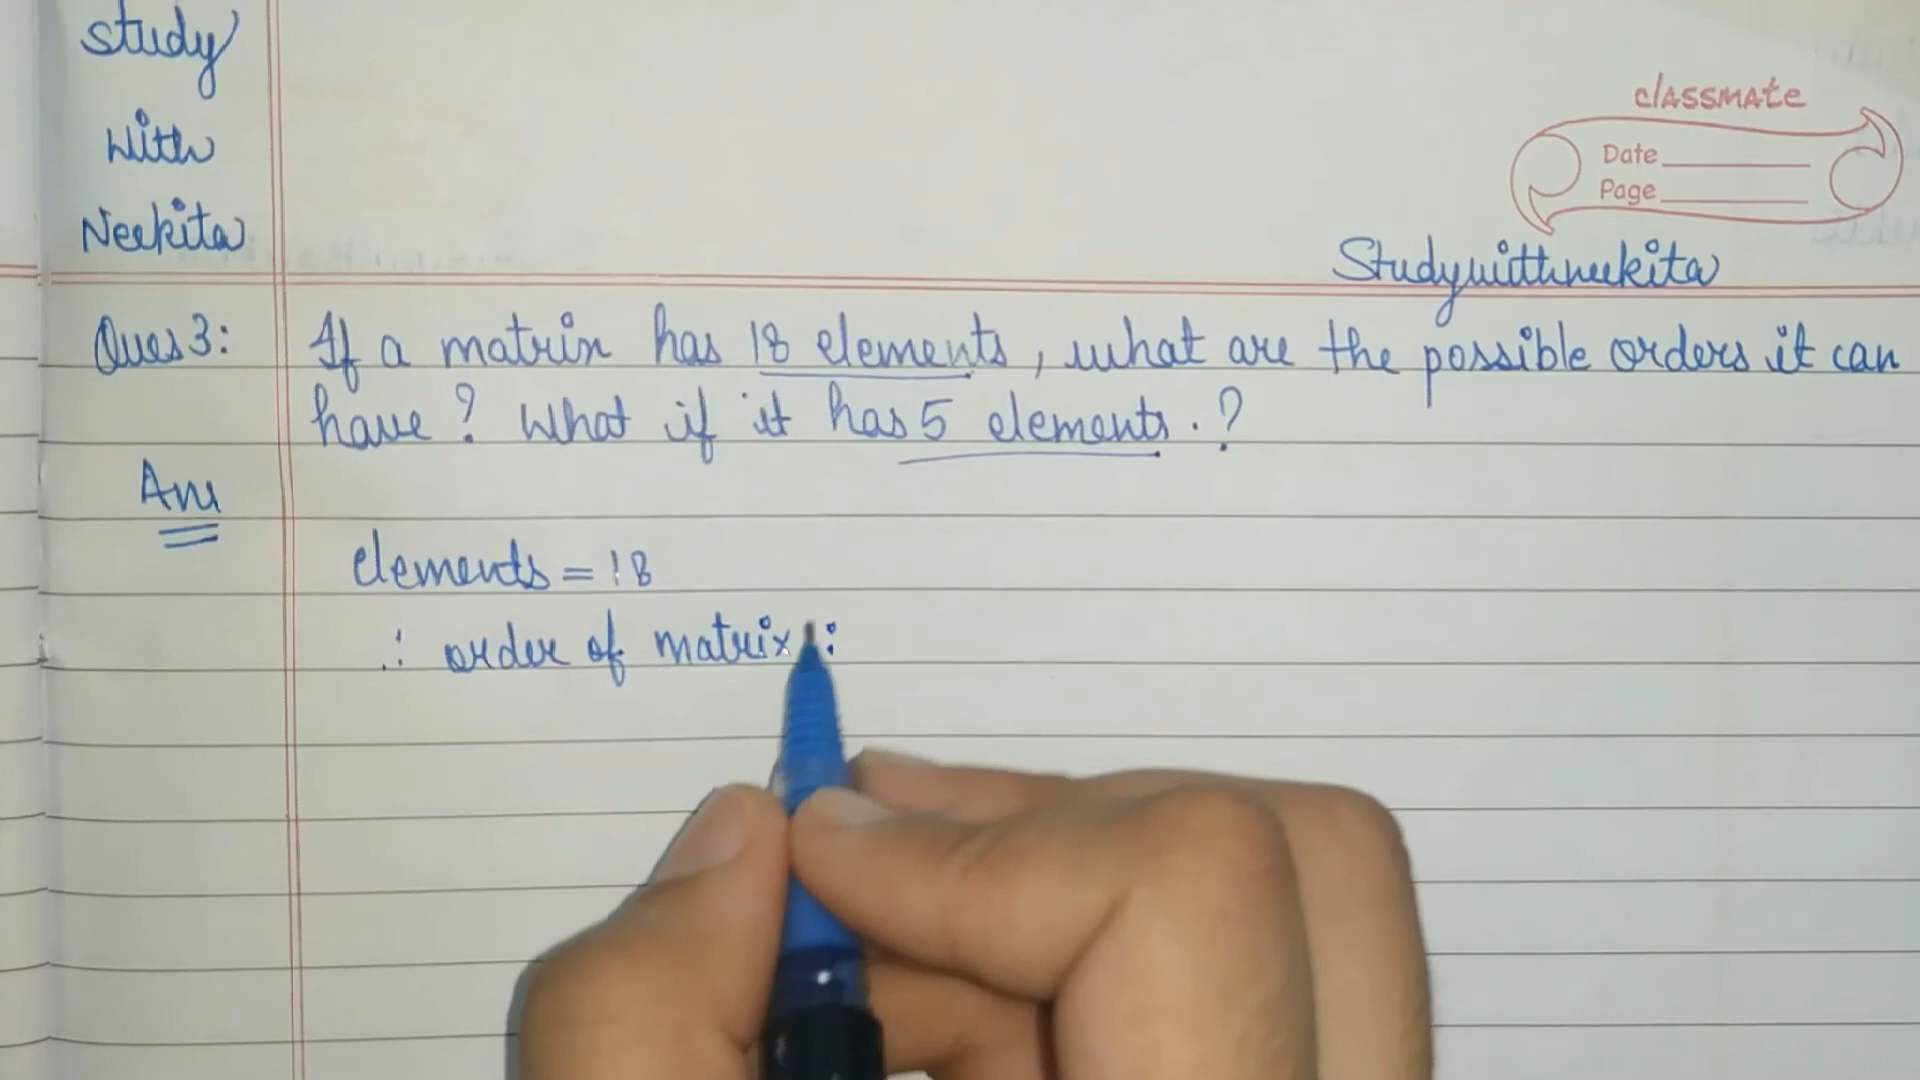 Study
With
Neekita
classmate
Date
Page
Studywithneekita
Ques 3: If a matrix has 18 elements, what are the possible orders it can
have? What if it has 5 elements.?
Ans
elements = 18
∴ order of matrix :